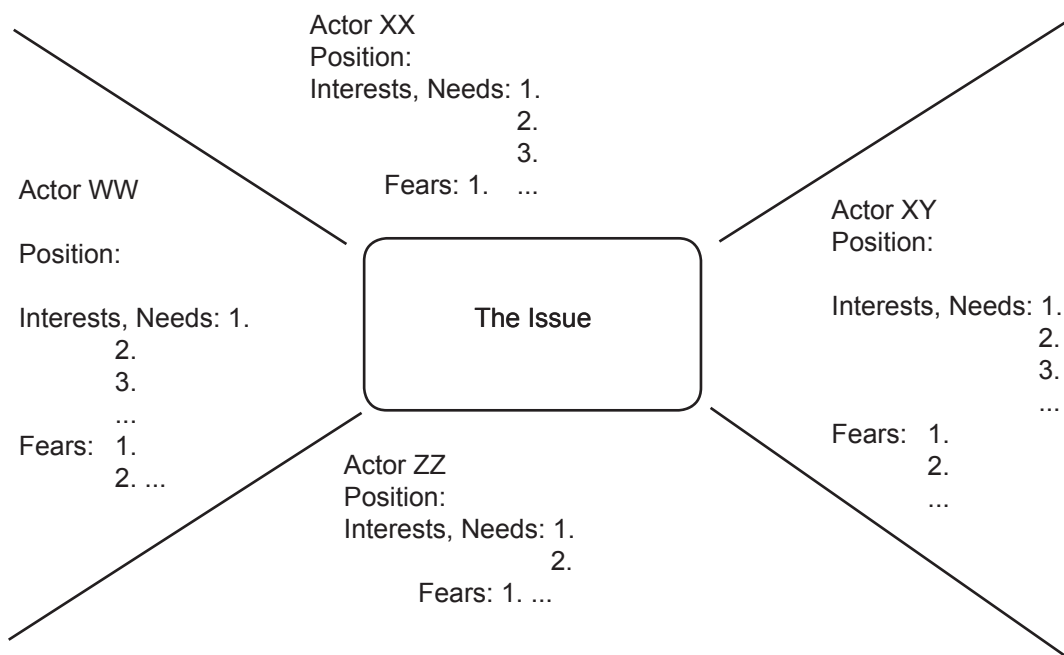 Actor XX
Position:
Interests, Needs: 1.
2.
3.
Fears: 1. ...
Actor WW
Position:
Interests, Needs: 1.
2.
3.
...
Fears: 1.
2. ...
The Issue
Actor XY
Position:
Interests, Needs: 1.
2.
3.
...
Fears: 1.
2.
...
Actor ZZ
Position:
Interests, Needs: 1.
2.
Fears: 1. ...